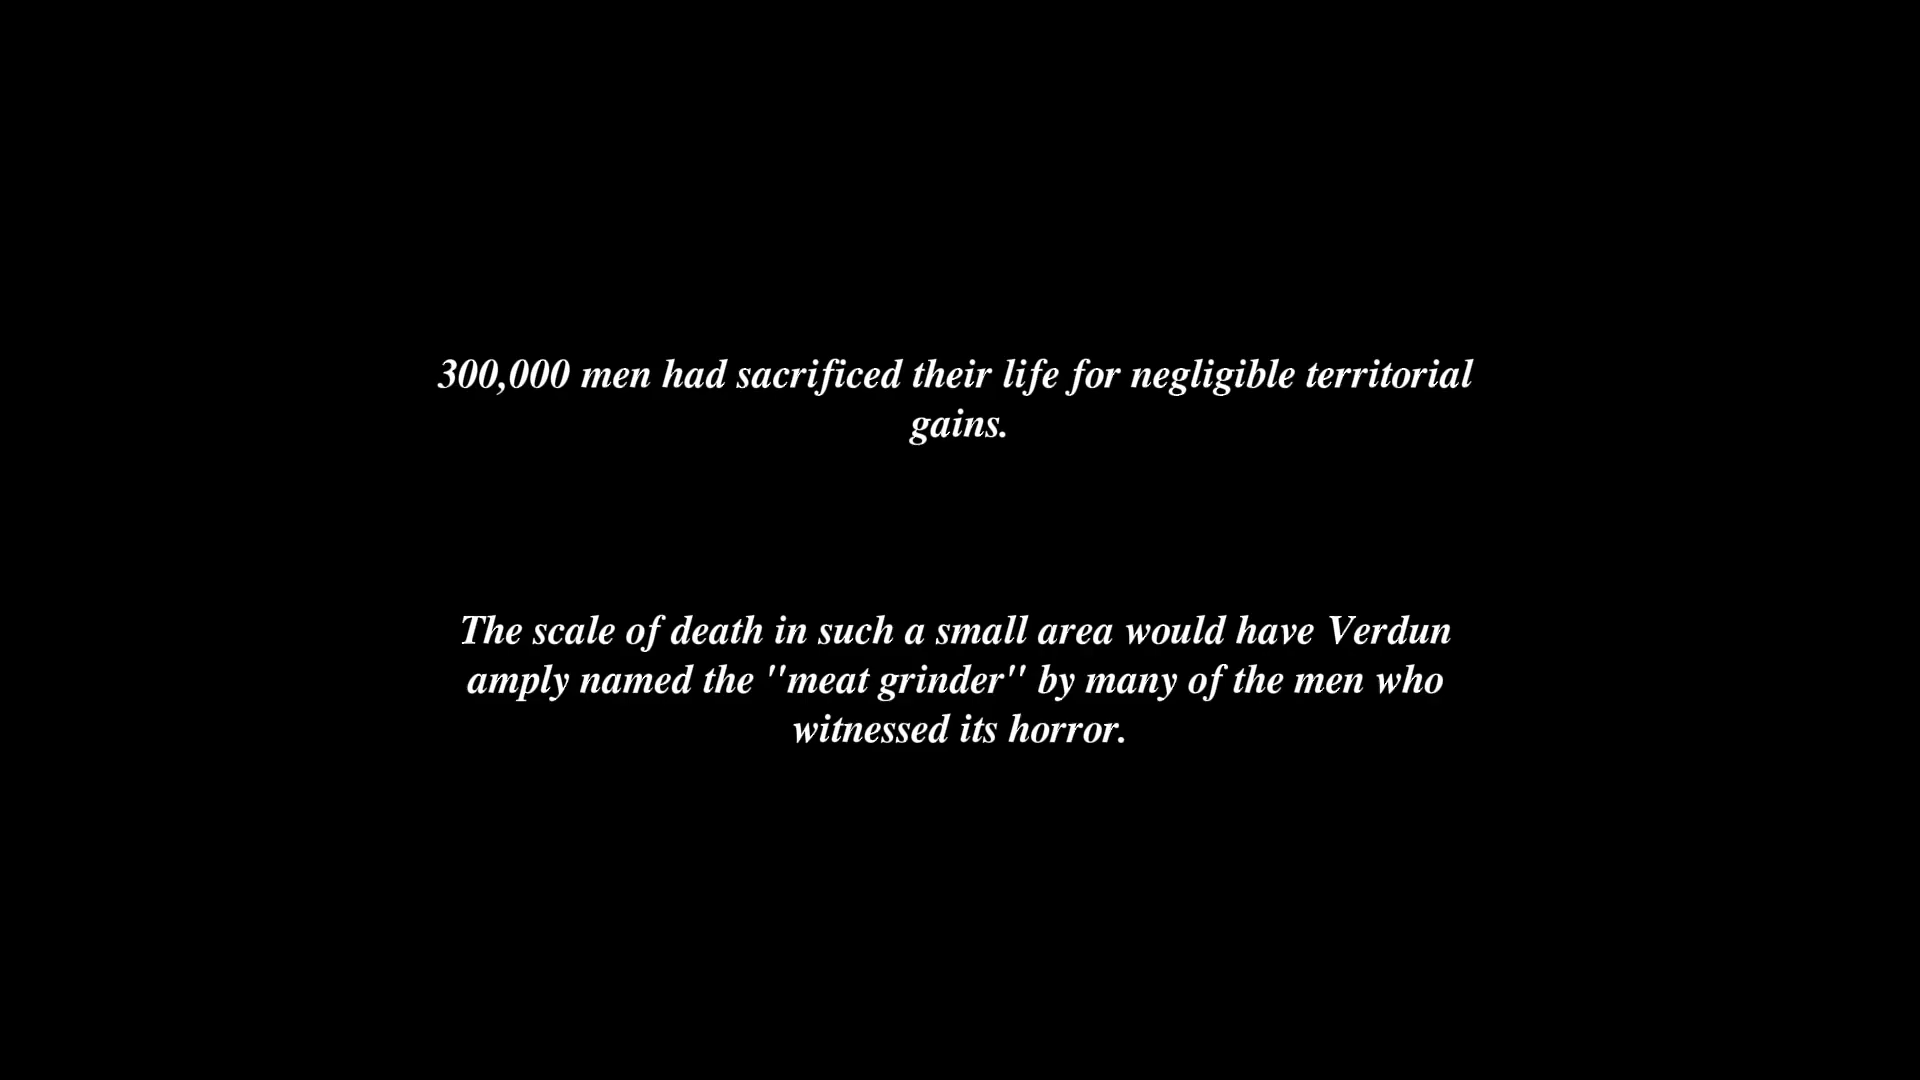 300,000 men had sacrificed their life for negligible territorial
gains.
The scale of death in such a small area would have Verdun
amply named the "meat grinder" by many of the men who
witnessed its horror.